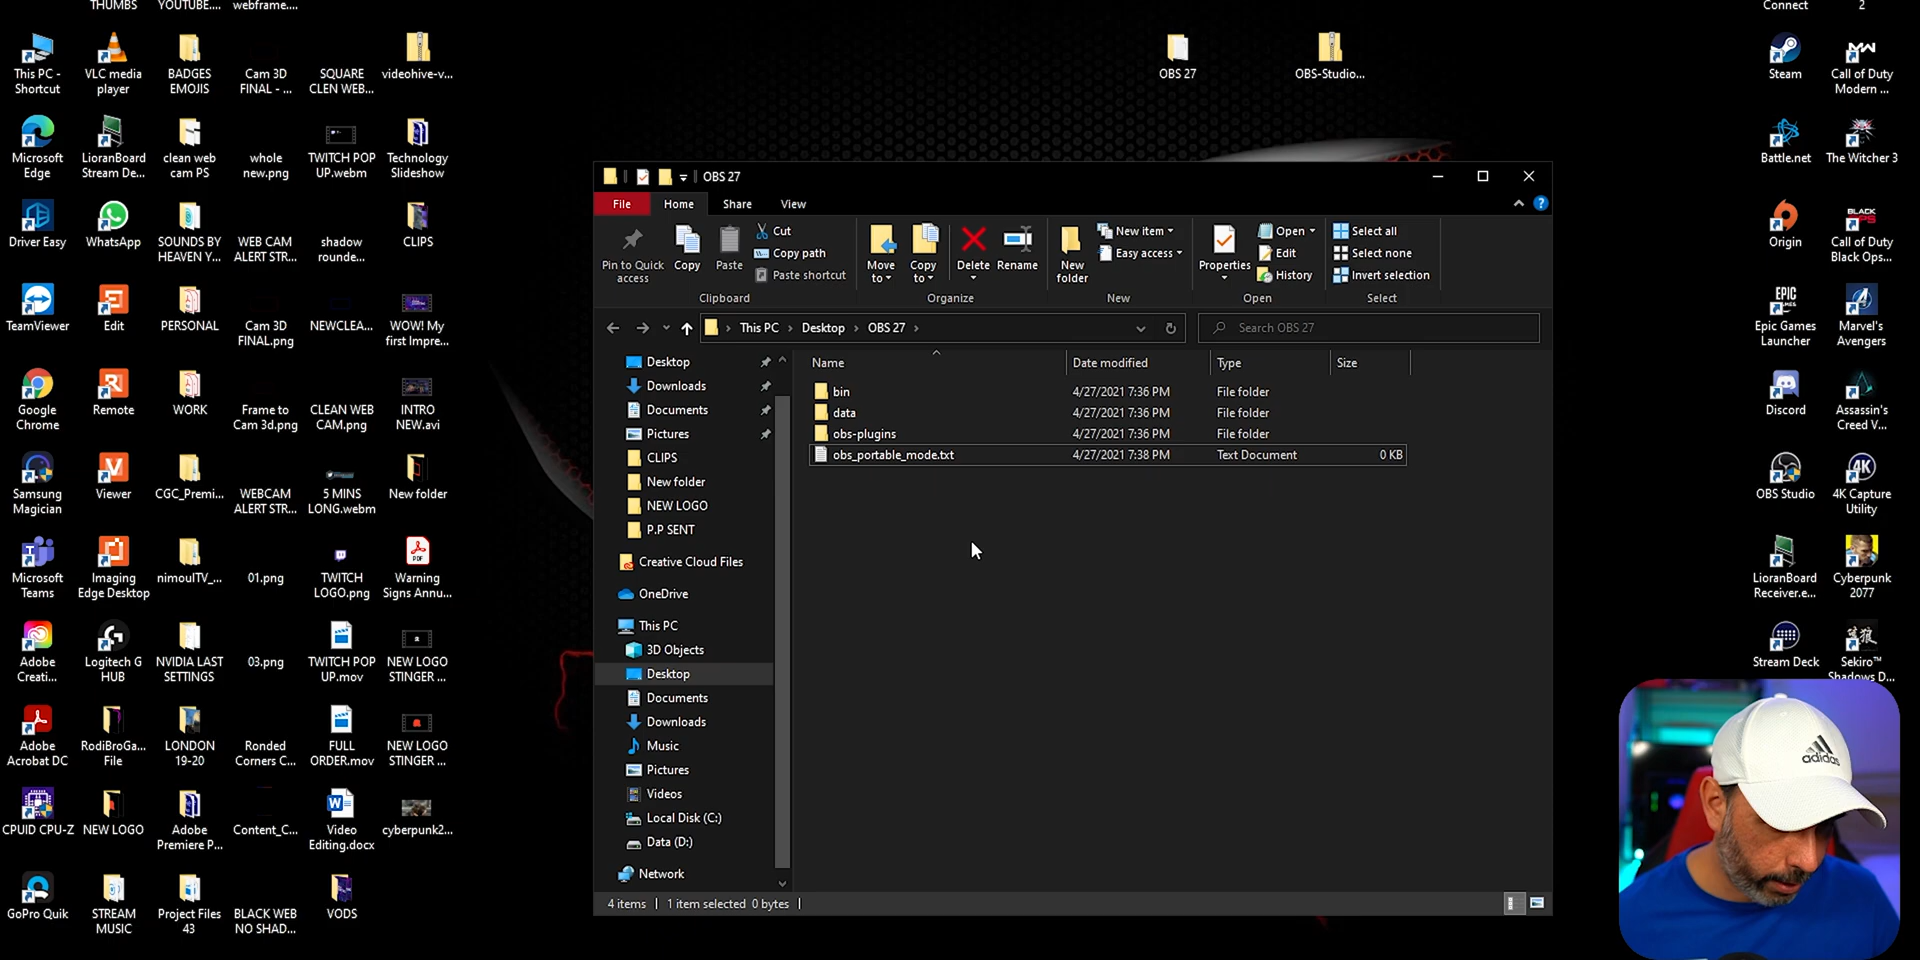 THUMBS
YOUTUBE....
webframe....
Connect
2
This PC -
Shortcut
VLC media
player
BADGES
EMOJIS
Cam 3D
FINAL - ...
SQUARE
CLEN WEB...
videohive-v...
OBS 27
OBS-Studio...
Steam
Call of Duty
Modern ...
Microsoft
Edge
LioranBoard
Stream De...
clean web
cam PS
whole
new.png
TWITCH POP
UP.webm
Technology
Slideshow
Battle.net
The Witcher 3
Driver Easy
WhatsApp
SOUNDS BY
HEAVEN Y...
WEB CAM
ALERT STR...
shadow
rounde...
CLIPS
Origin
Call of Duty
Black Ops...
TeamViewer
Edit
PERSONAL
Cam 3D
FINAL.png
NEWCLEA...
WOW! My
first Impre...
Epic Games
Launcher
Marvel's
Avengers
Google
Chrome
Remote
WORK
Frame to
Cam 3d.png
CLEAN WEB
CAM.png
INTRO
NEW.avi
Discord
Assassin's
Creed V...
Samsung
Magician
Viewer
CGC_Premi...
WEBCAM
ALERT STR...
5 MINS
LONG.webm
New folder
OBS Studio
4K Capture
Utility
Microsoft
Teams
Imaging
Edge Desktop
nimoulTV_...
01.png
TWITCH
LOGO.png
Warning
Signs Annu...
LioranBoard
Receiver.e...
Cyberpunk
2077
Adobe
Creati...
Logitech G
HUB
NVIDIA LAST
SETTINGS
03.png
TWITCH POP
UP.mov
NEW LOGO
STINGER ...
Stream Deck
Sekiro™
Shadows D...
Adobe
Acrobat DC
RodiBroGa...
File
LONDON
19-20
Ronded
Corners C...
FULL
ORDER.mov
NEW LOGO
STINGER ...
CPUID CPU-Z
NEW LOGO
Adobe
Premiere P...
Content_C...
Video
Editing.docx
cyberpunk2...
GoPro Quik
STREAM
MUSIC
Project Files
43
BLACK WEB
NO SHAD...
VODS
OBS 27
File
Home
Share
View
Pin to Quick
access
Copy
Paste
Cut
Copy path
Paste shortcut
Clipboard
Move
to
Copy
to
Delete
Rename
Organize
New
folder
New item
Easy access
New
Properties
Open
Edit
History
Open
Select all
Select none
Invert selection
Select
This PC > Desktop > OBS 27 >
Search OBS 27
Desktop
Downloads
Documents
Pictures
CLIPS
New folder
NEW LOGO
P.P SENT
Creative Cloud Files
OneDrive
This PC
3D Objects
Desktop
Documents
Downloads
Music
Pictures
Videos
Local Disk (C:)
Data (D:)
Network
Name Date modified Type Size
bin 4/27/2021 7:36 PM File folder
data 4/27/2021 7:36 PM File folder
obs-plugins 4/27/2021 7:36 PM File folder
obs_portable_mode.txt 4/27/2021 7:38 PM Text Document 0 KB
4 items | 1 item selected 0 bytes |
adidas